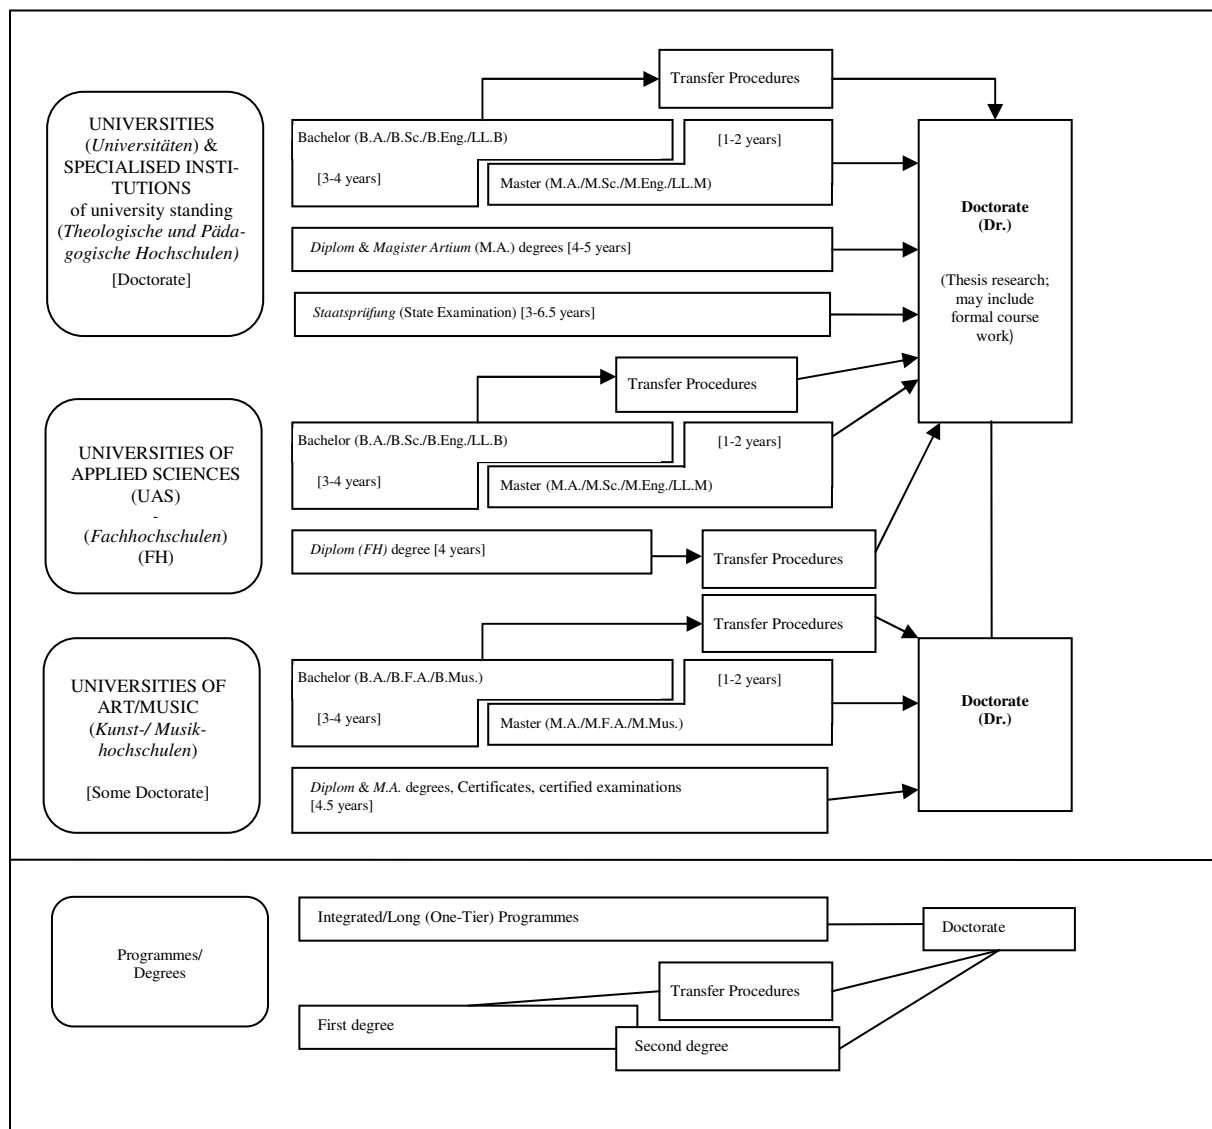 Transfer Procedures
UNIVERSITIES
(Universitäten) &
SPECIALISED INSTI-
TUTIONS
of university standing
(Theologische und Päda-
gogische Hochschulen)
[Doctorate]
Bachelor (B.A./B.Sc./B.Eng./LL.B)
[3-4 years]
[1-2 years]
Master (M.A./M.Sc./M.Eng./LL.M)
Diplom & Magister Artium (M.A.) degrees [4-5 years]
Staatsprüfung (State Examination) [3-6.5 years]
Doctorate
(Dr.)
(Thesis research;
may include
formal course
work)
Transfer Procedures
UNIVERSITIES OF
APPLIED SCIENCES
(UAS)
-
(Fachhochschulen)
(FH)
Bachelor (B.A./B.Sc./B.Eng./LL.B)
[3-4 years]
[1-2 years]
Master (M.A./M.Sc./M.Eng./LL.M)
Diplom (FH) degree [4 years]
Transfer Procedures
Transfer Procedures
UNIVERSITIES OF
ART/MUSIC
(Kunst-/ Musik-
hochschulen)
[Some Doctorate]
Bachelor (B.A./B.F.A./B.Mus.)
[3-4 years]
[1-2 years]
Master (M.A./M.F.A./M.Mus.)
Diplom & M.A. degrees, Certificates, certified examinations
[4.5 years]
Doctorate
(Dr.)
Programmes/
Degrees
Integrated/Long (One-Tier) Programmes
Doctorate
Transfer Procedures
First degree
Second degree